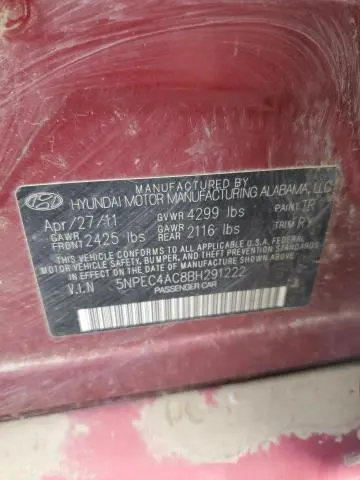 MANUFACTURED BY
HYUNDAI MOTOR MANUFACTURING ALABAMA, LLC
Apr/27/11 GVWR 4299 lbs PAINT TR
GAWR FRONT 2425 lbs GAWR REAR 2116 lbs TRIM RY
THIS VEHICLE CONFORMS TO ALL APPLICABLE U.S.A. FEDERAL
MOTOR VEHICLE SAFETY, BUMPER, AND THEFT PREVENTION
STANDARDS IN EFFECT ON THE DATE OF MANUFACTURE SHOWN ABOVE.
V.I.N 5NPEC4AC8BH291222
PASSENGER CAR